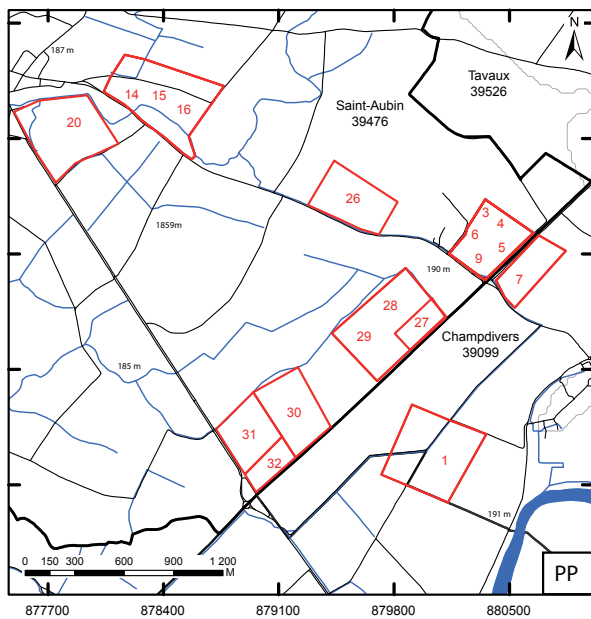 N
187 m
Tavaux
39526
14 15 16
Saint-Aubin
39476
20
26
3 4
6 5
9
1859m
7
190 m
28
27
29
Champdivers
39099
185 m
30
31
32
1
191 m
0 150 300 600 900 1 200
M
PP
877700 878400 879100 879800 880500